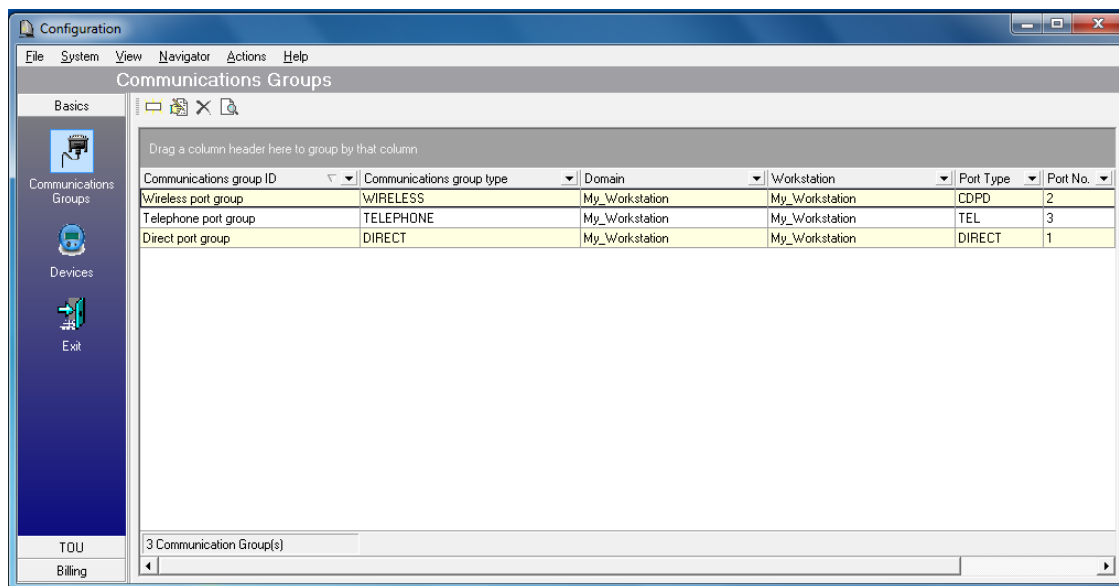 Configuration
File System View Navigator Actions Help
Communications Groups
Basics
Communications Groups
Devices
Exit
TOU
Billing
Drag a column header here to group by that column
Communications group ID Communications group type Domain Workstation Port Type Port No.
Wireless port group WIRELESS My_Workstation My_Workstation CDPD 2
Telephone port group TELEPHONE My_Workstation My_Workstation TEL 3
Direct port group DIRECT My_Workstation My_Workstation DIRECT 1
3 Communication Group(s)